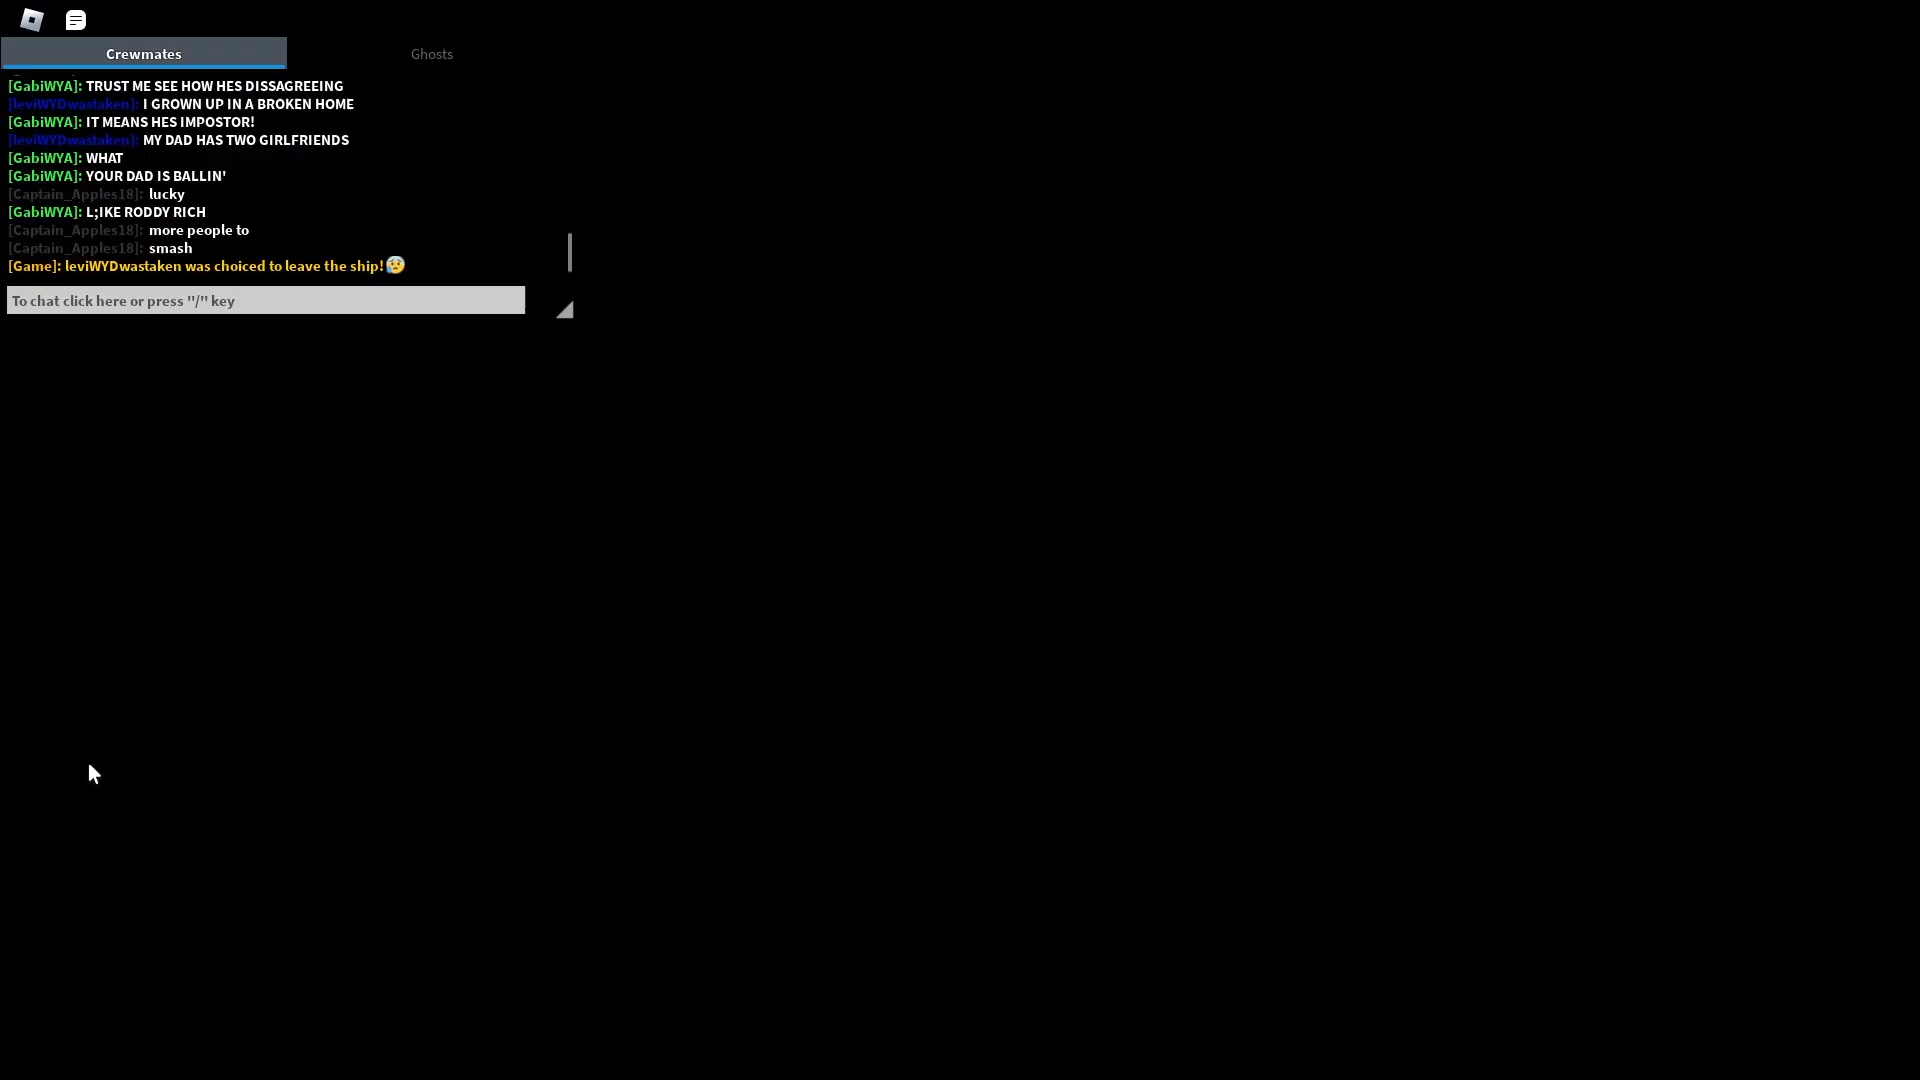 Crewmates
Ghosts
[GabiWYA]: TRUST ME SEE HOW HES DISSAGREEING
[leviWYDwastaken]: I GROWN UP IN A BROKEN HOME
[GabiWYA]: IT MEANS HES IMPOSTOR!
[leviWYDwastaken]: MY DAD HAS TWO GIRLFRIENDS
[GabiWYA]: WHAT
[GabiWYA]: YOUR DAD IS BALLIN'
[Captain_Apples18]: lucky
[GabiWYA]: L;IKE RODDY RICH
[Captain_Apples18]: more people to
[Captain_Apples18]: smash
[Game]: leviWYDwastaken was choiced to leave the ship!😰
To chat click here or press "/" key